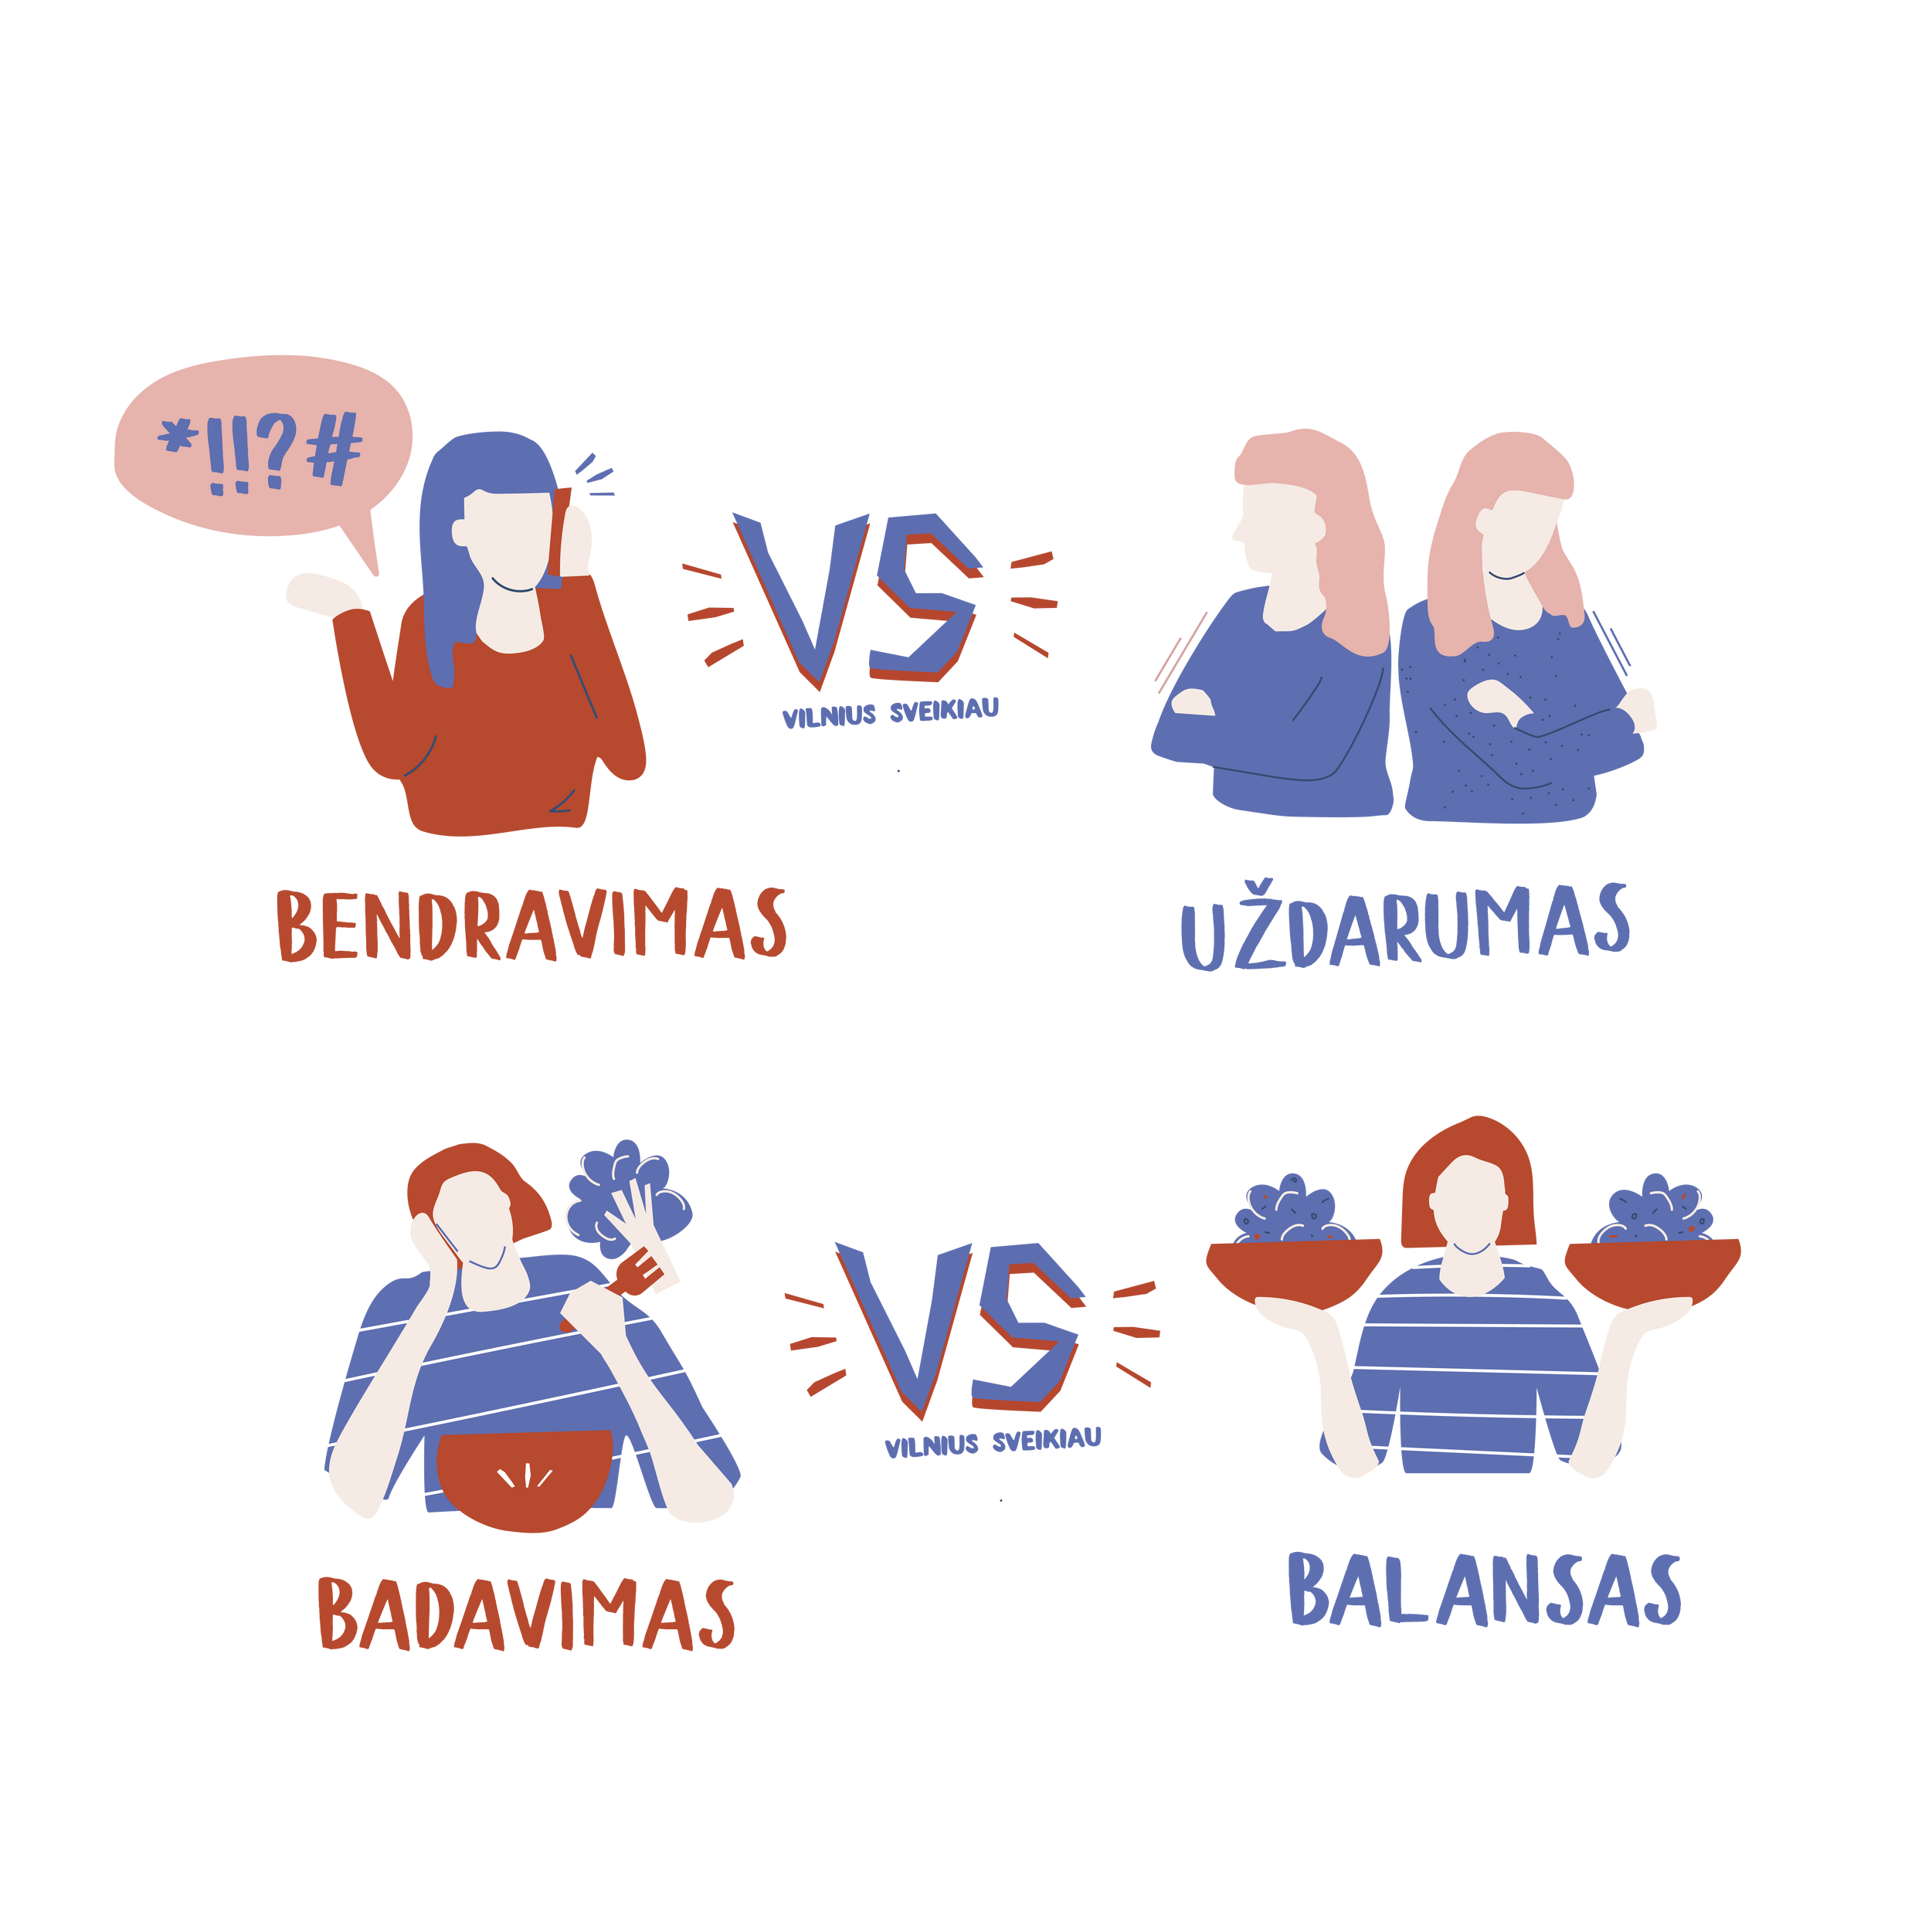 *!!?#
VS
VILNIUS SVEIKIAU
BENDRAVIMAS
UŽDARUMAS
VS
VILNIUS SVEIKIAU
BADAVIMAS
BALANSAS